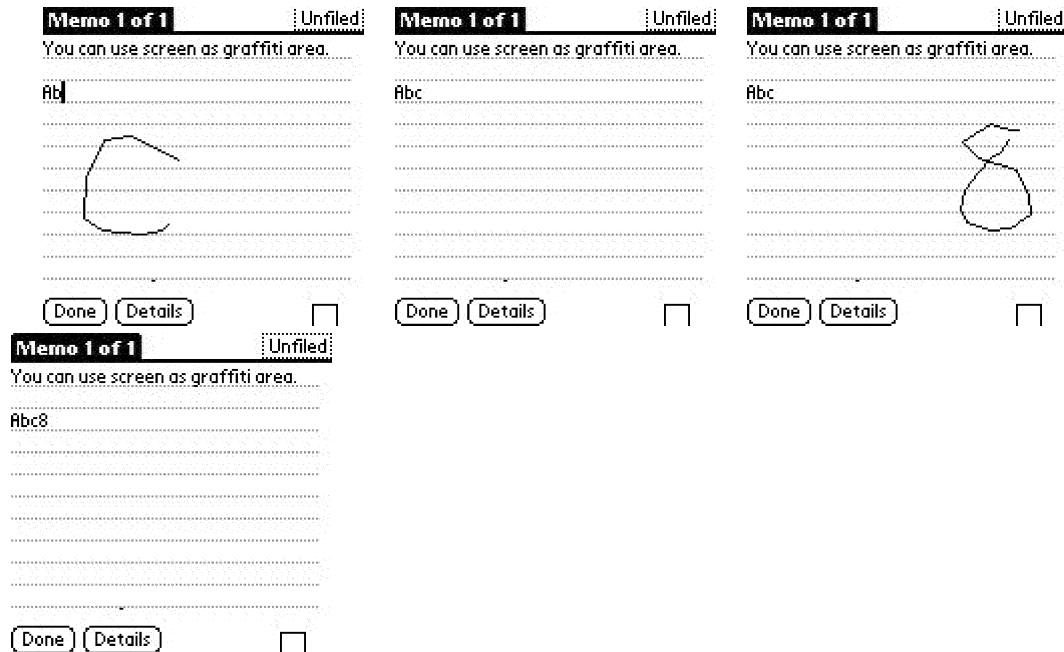 Memo 1 of 1 Unfiled
You can use screen as graffiti area.
Ab
C
Done Details
Memo 1 of 1 Unfiled
You can use screen as graffiti area.
Abc
Done Details
Memo 1 of 1 Unfiled
You can use screen as graffiti area.
Abc
8
Done Details
Memo 1 of 1 Unfiled
You can use screen as graffiti area.
Abc8
Done Details